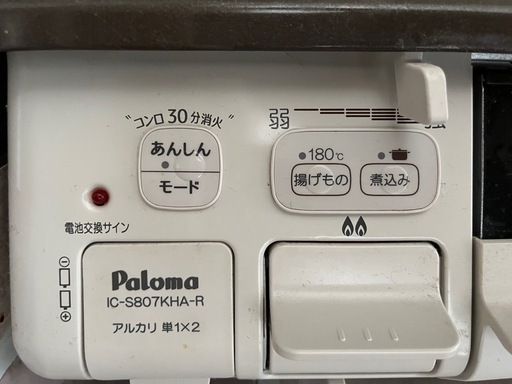 "コンロ30分消火"
あんしん
モード
弱 強
180℃
揚げもの
煮込み
電池交換サイン
⊖
⊕
Paloma
IC-S807KHA-R
アルカリ 単1×2